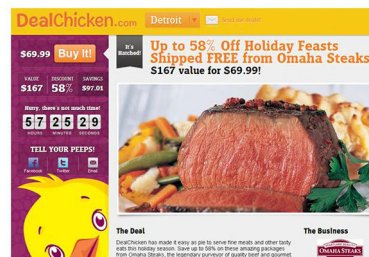 DealChicken.com
Detroit
Send me deals!
$69.99
Buy It!
It's
Hatched!
Up to 58% Off Holiday Feasts
Shipped FREE from Omaha Steaks
$167 value for $69.99!
VALUE DISCOUNT SAVINGS
$167 58% $97.01
Hurry, there's not much time!
57 25 29
HOURS MINUTES SECONDS
TELL YOUR PEEPS!
Facebook Twitter Email
The Deal
DealChicken has made it easy as pie to serve fine meats and other tasty
eats this holiday season. Save up to 58% on these amazing packages
from Omaha Steaks, the legendary purveyor of quality beef and gourmet
The Business
OMAHA STEAKS